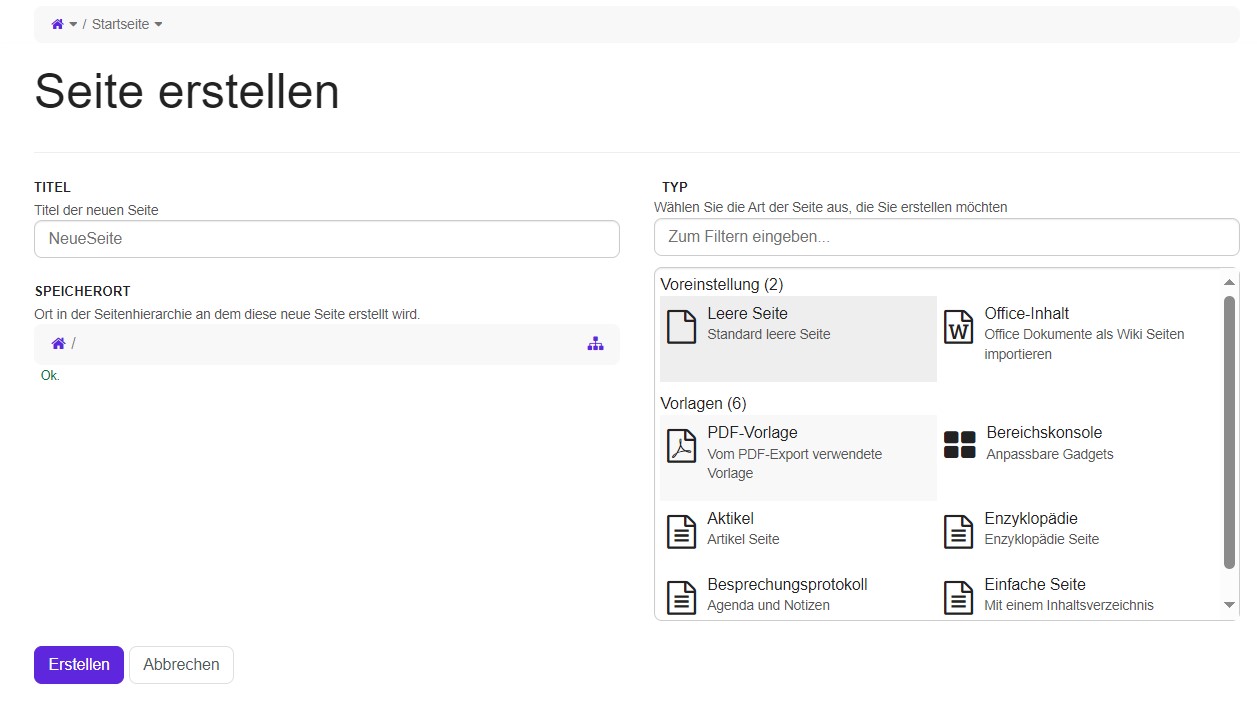 / Startseite
Seite erstellen
TITEL
Titel der neuen Seite
NeueSeite
SPEICHERORT
Ort in der Seitenhierarchie an dem diese neue Seite erstellt wird.
/
Ok.
TYP
Wählen Sie die Art der Seite aus, die Sie erstellen möchten
Zum Filtern eingeben...
Voreinstellung (2)
Leere Seite
Standard leere Seite
W
Office-Inhalt
Office Dokumente als Wiki Seiten
importieren
Vorlagen (6)
PDF-Vorlage
Vom PDF-Export verwendete
Vorlage
Bereichskonsole
Anpassbare Gadgets
Aktikel
Artikel Seite
Enzyklopädie
Enzyklopädie Seite
Besprechungsprotokoll
Agenda und Notizen
Einfache Seite
Mit einem Inhaltsverzeichnis
Erstellen
Abbrechen